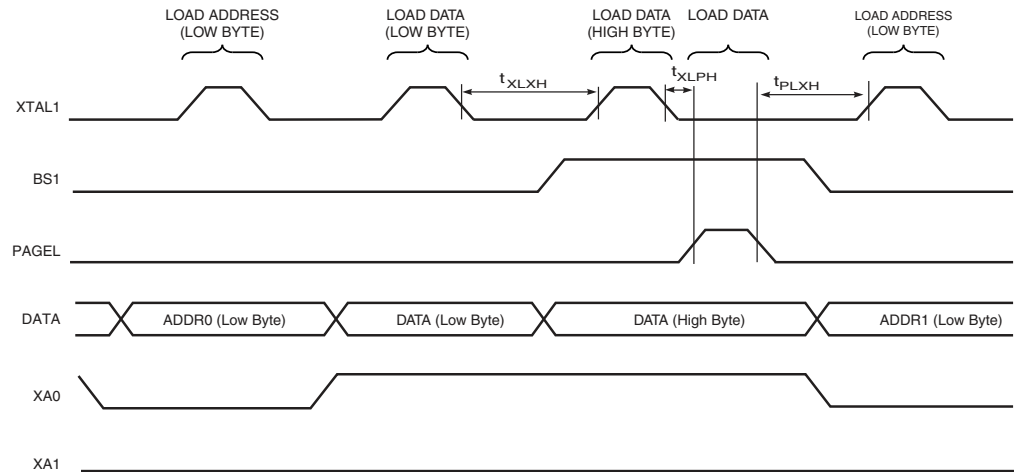 LOAD ADDRESS
(LOW BYTE)
LOAD DATA
(LOW BYTE)
LOAD DATA
(HIGH BYTE)
LOAD DATA
LOAD ADDRESS
(LOW BYTE)
tXLXH
tXLPH
tPLXH
XTAL1
BS1
PAGEL
DATA
ADDR0 (Low Byte)
DATA (Low Byte)
DATA (High Byte)
ADDR1 (Low Byte)
XA0
XA1